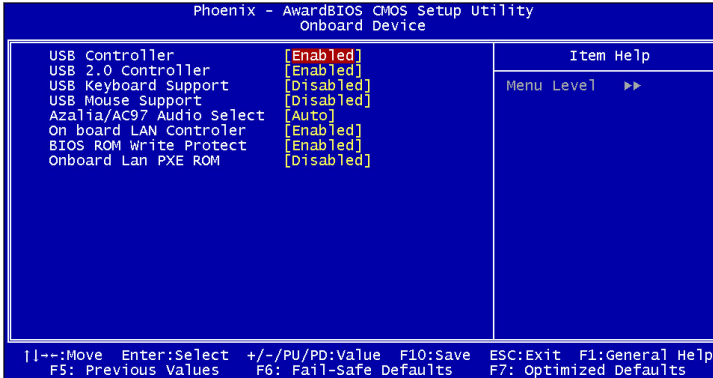 Phoenix - AwardBIOS CMOS Setup Utility
Onboard Device
USB Controller [Enabled]
USB 2.0 Controller [Enabled]
USB Keyboard Support [Disabled]
USB Mouse Support [Disabled]
Azalia/AC97 Audio Select [Auto]
On board LAN Controler [Enabled]
BIOS ROM Write Protect [Enabled]
Onboard Lan PXE ROM [Disabled]
Item Help
Menu Level ▶▶
↑↓→←:Move Enter:Select +/-/PU/PD:Value F10:Save ESC:Exit F1:General Help
F5: Previous Values F6: Fail-Safe Defaults F7: Optimized Defaults